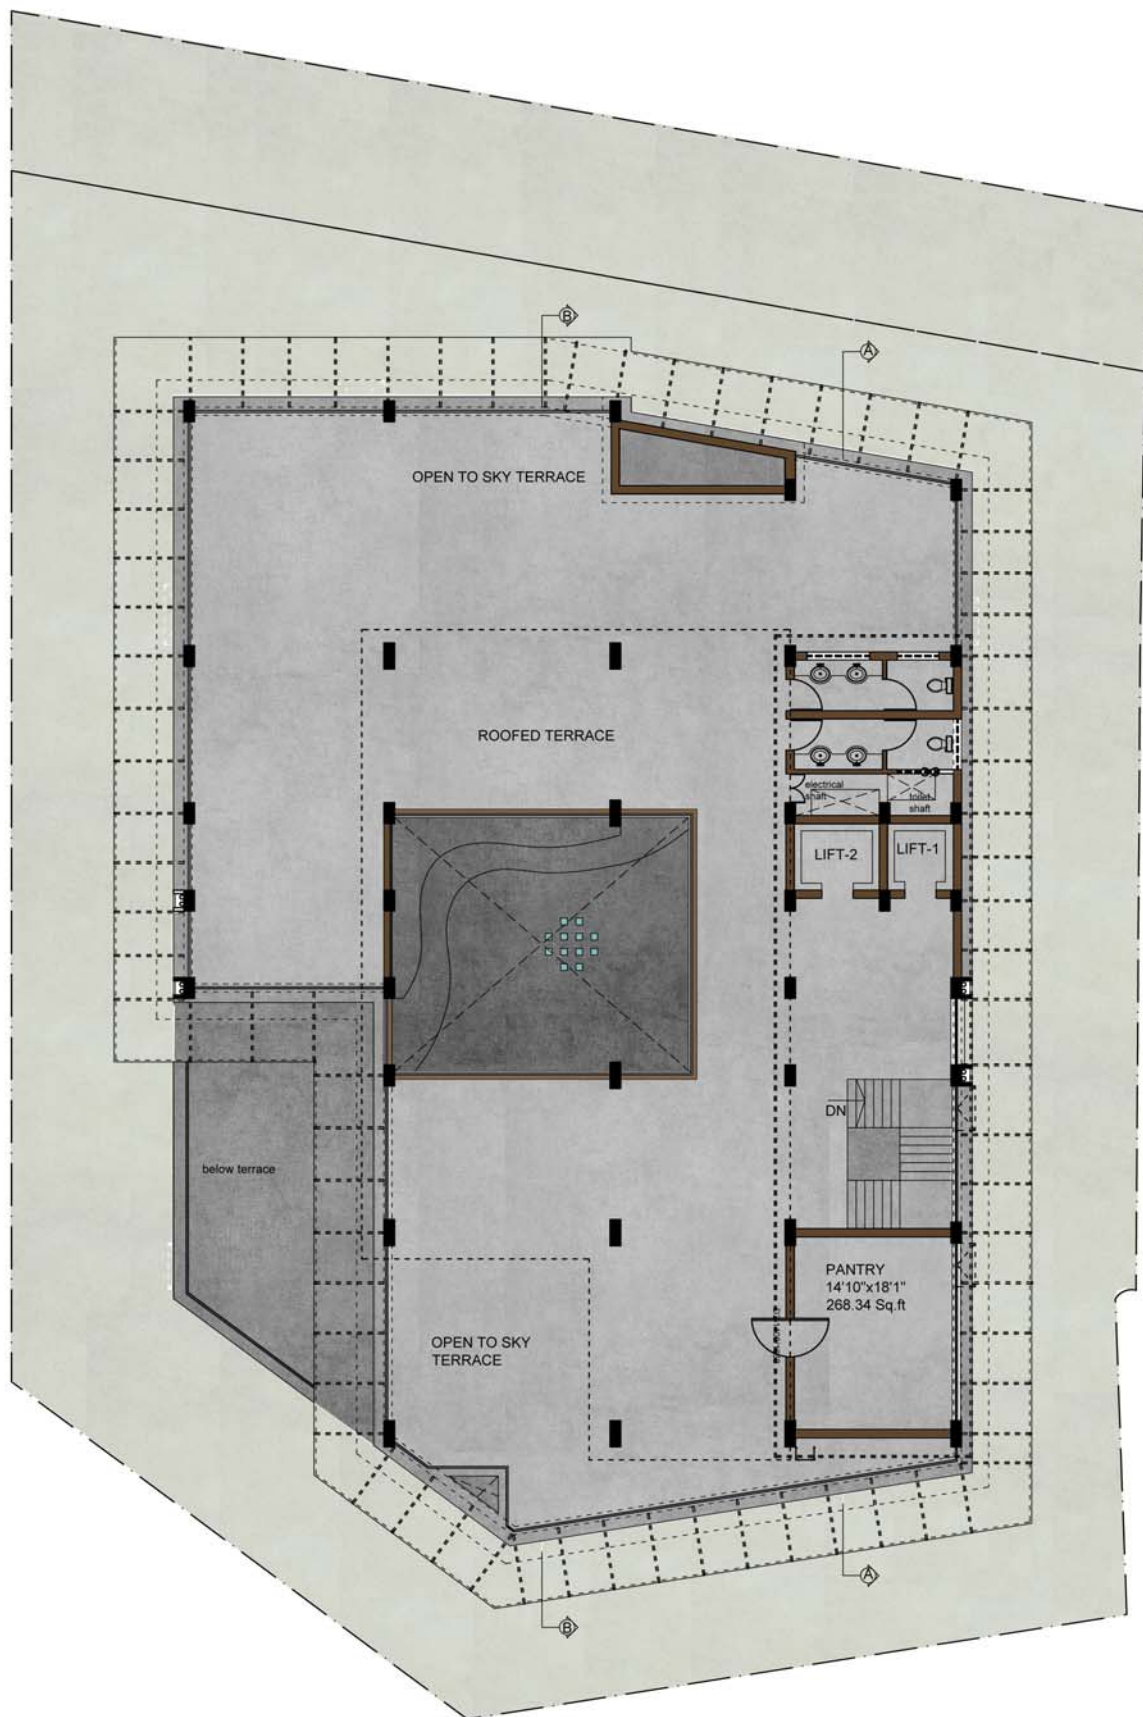 B
A
OPEN TO SKY TERRACE
ROOFED TERRACE
electrical
shaft
toilet
shaft
LIFT-2
LIFT-1
DN
below terrace
PANTRY
14'10"x18'1"
268.34 Sq.ft
OPEN TO SKY
TERRACE
A
B